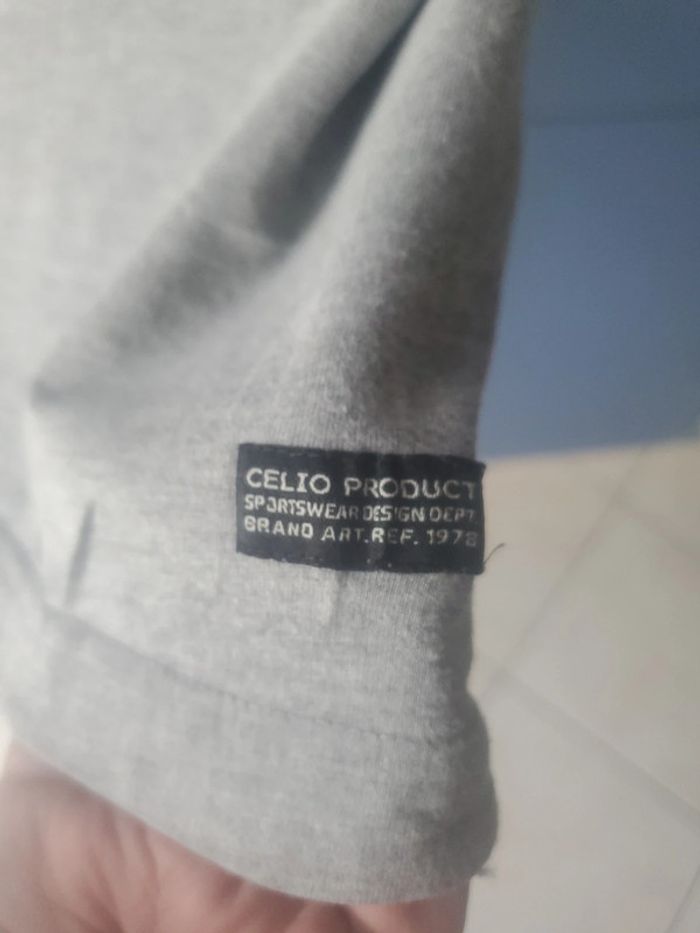 CELIO PRODUCT
SPORTSWEAR DESIGN DEPT.
BRAND ART.REF. 1978